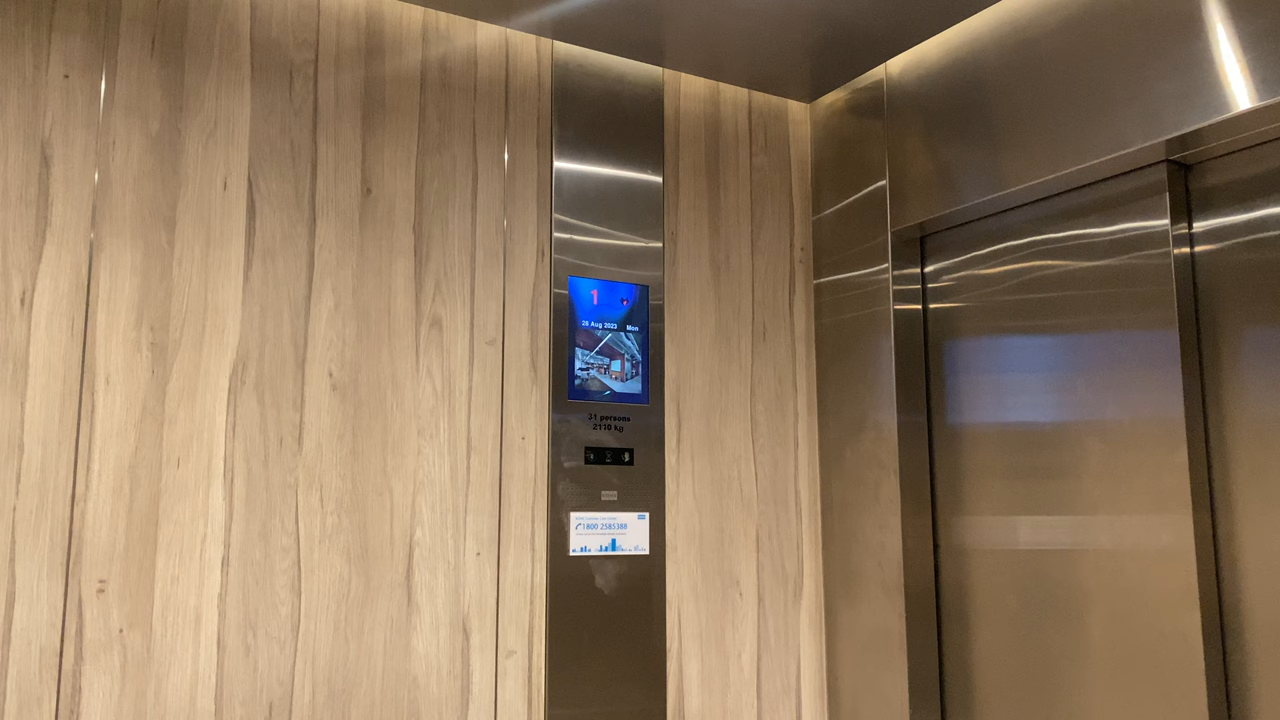 1
28 Aug 2023 Mon
31 persons
2110 kg
1800 2585388